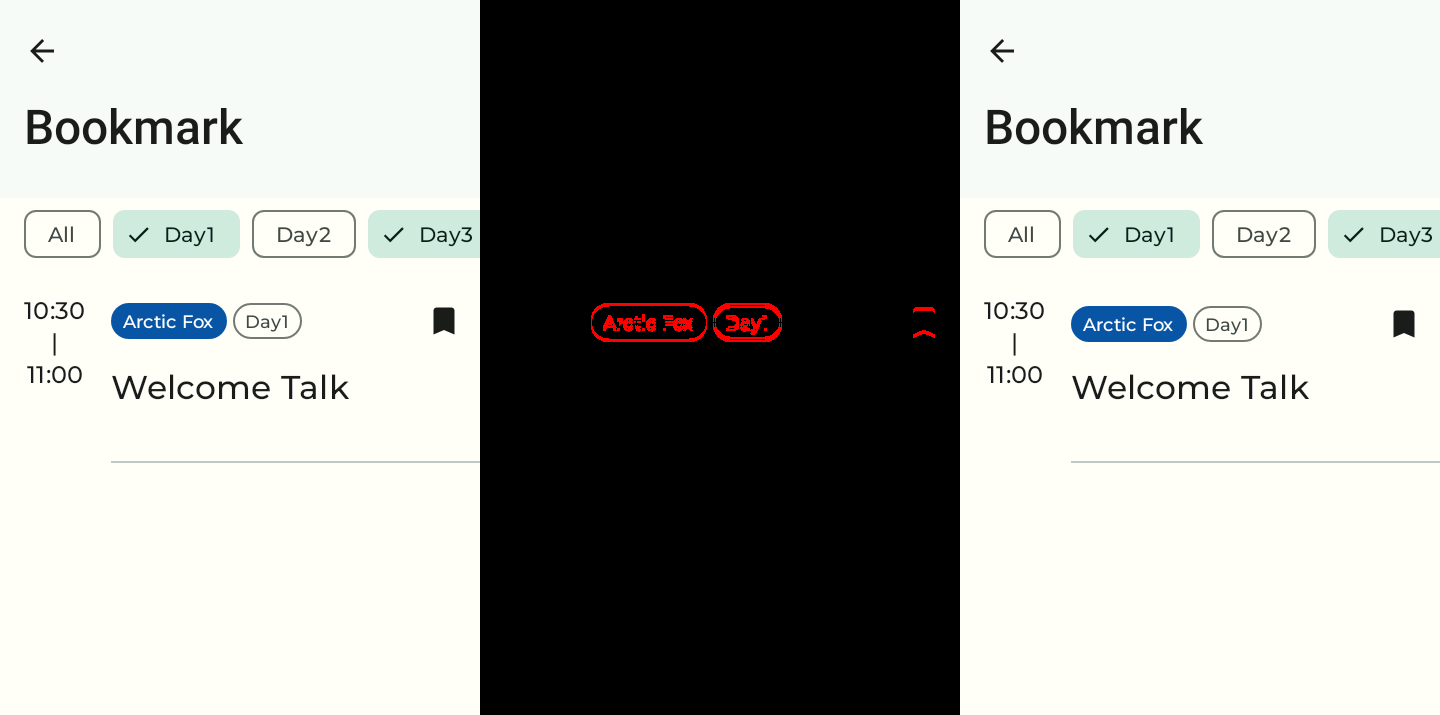 Bookmark
All Day1 Day2 Day3
10:30
|
11:00
Arctic Fox Day1
Welcome Talk
Arctic Fox Day1
Bookmark
All Day1 Day2 Day3
10:30
|
11:00
Arctic Fox Day1
Welcome Talk